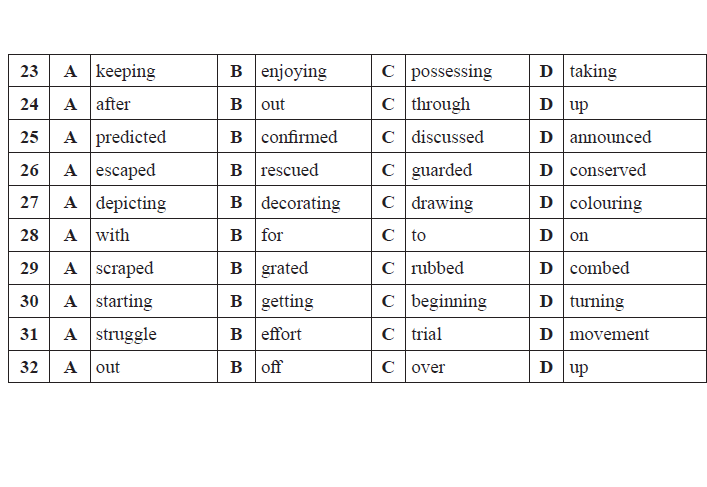 23 A keeping B enjoying C possessing D taking
24 A after B out C through D up
25 A predicted B confirmed C discussed D announced
26 A escaped B rescued C guarded D conserved
27 A depicting B decorating C drawing D colouring
28 A with B for C to D on
29 A scraped B grated C rubbed D combed
30 A starting B getting C beginning D turning
31 A struggle B effort C trial D movement
32 A out B off C over D up